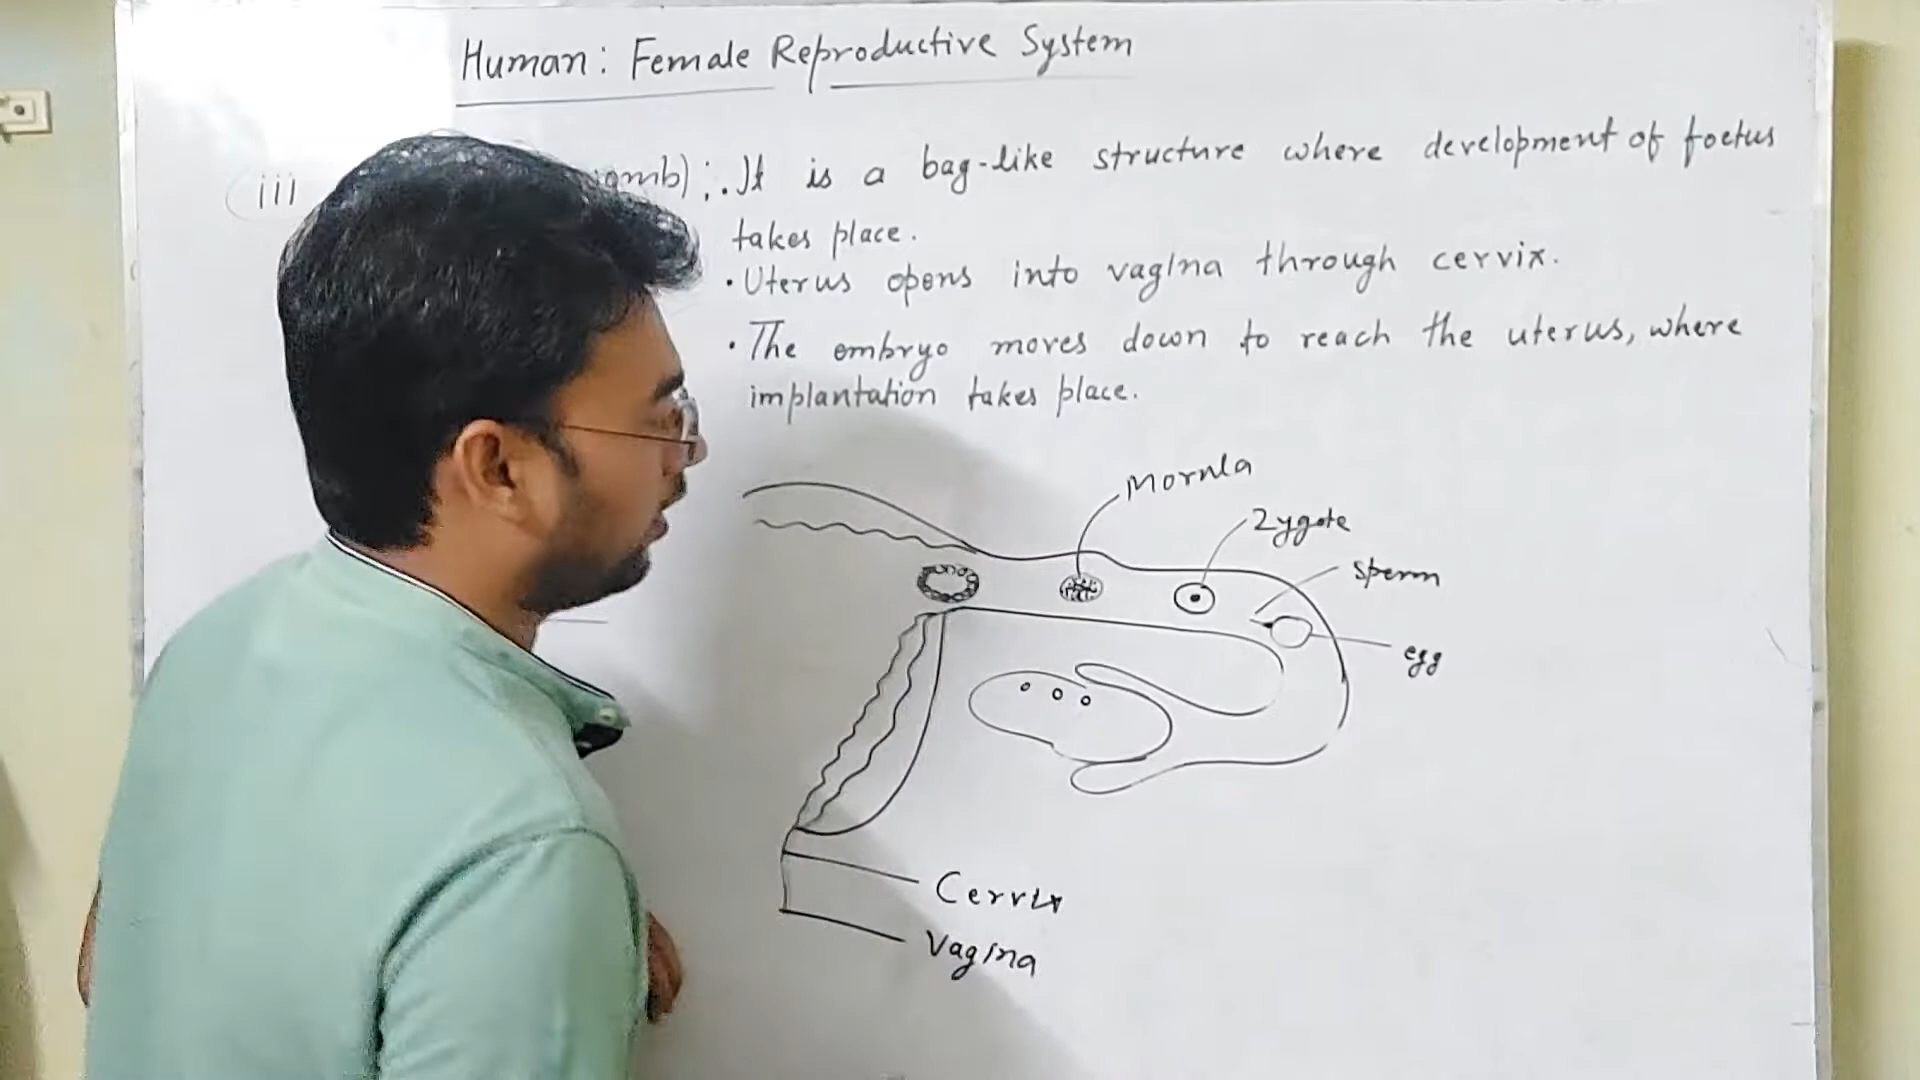 Human: Female Reproductive System
(iii
omb): • It is a bag-like structure where development of foetus
takes place.
• Uterus opens into vagina through cervix.
• The embryo moves down to reach the uterus, where
implantation takes place.
Morula
Zygote
Sperm
egg
Cervix
Vagina